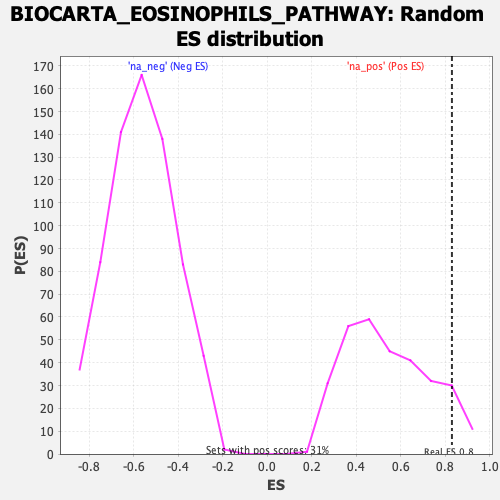 BIOCARTA_EOSINOPHILS_PATHWAY: Random
ES distribution
'na_neg' (Neg ES)
'na_pos' (Pos ES)
170
160
150
140
130
120
110
100
90
80
70
60
50
40
30
20
10
0
P(ES)
Sets with pos scores: 31%
Real ES 0.8
-0.8 -0.6 -0.4 -0.2 0.0 0.2 0.4 0.6 0.8 1.0
ES